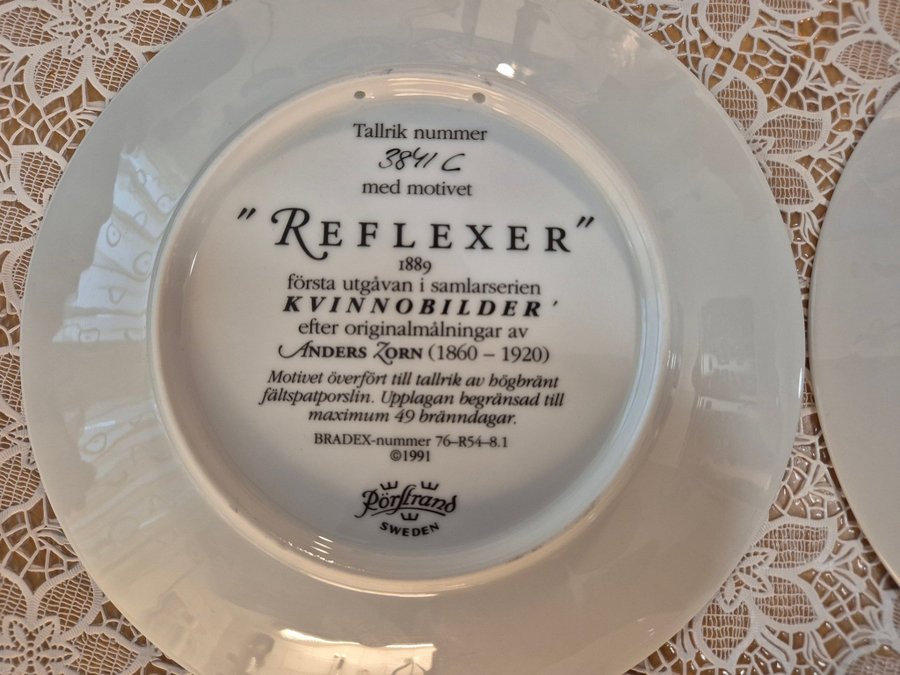 Tallrik nummer
3841 C
med motivet
"REFLEXER"
1889
första utgåvan i samlarserien
KVINNOBILDER'
efter originalmålningar av
ANDERS ZORN (1860 – 1920)
Motivet överfört till tallrik av högbränt
fältspatporslin. Upplagan begränsad till
maximum 49 bränndagar.
BRADEX-nummer 76–R54–8.1
©1991
Rörstrand
SWEDEN